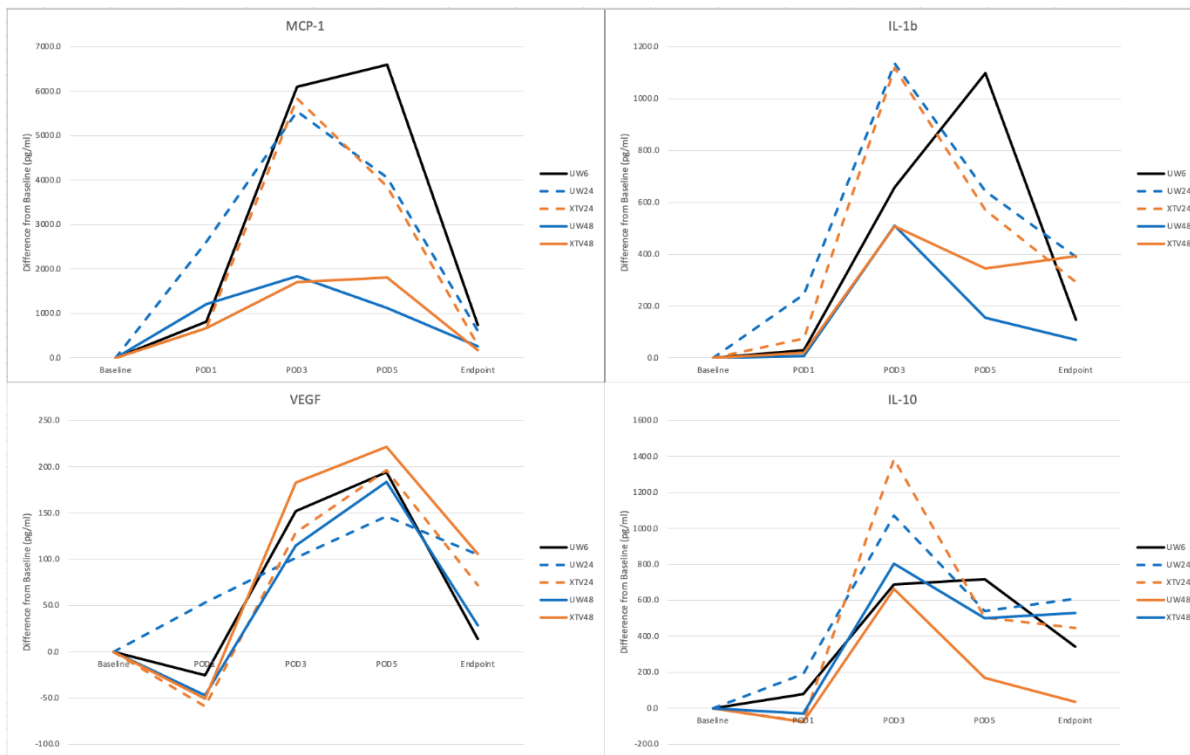 MCP-1
Difference from Baseline (pg/ml)
7000.0
6000.0
5000.0
4000.0
3000.0
2000.0
1000.0
0.0
Baseline
POD1
POD3
POD5
Endpoint
UW6
UW24
XTV24
UW48
XTV48
IL-1b
Difference from Baseline (pg/ml)
1200.0
1000.0
800.0
600.0
400.0
200.0
0.0
Baseline
POD1
POD3
POD5
Endpoint
UW6
UW24
XTV24
UW48
XTV48
VEGF
Difference from Baseline (pg/ml)
250.0
200.0
150.0
100.0
50.0
0.0
-50.0
-100.0
Baseline
POD1
POD3
POD5
Endpoint
UW6
UW24
XTV24
UW48
XTV48
IL-10
Difeerence from Baseline (pg/ml)
1600.0
1400.0
1200.0
1000.0
800.0
600.0
400.0
200.0
0.0
-200.0
Baseline
POD1
POD3
POD5
Endpoint
UW6
UW24
XTV24
UW48
XTV48